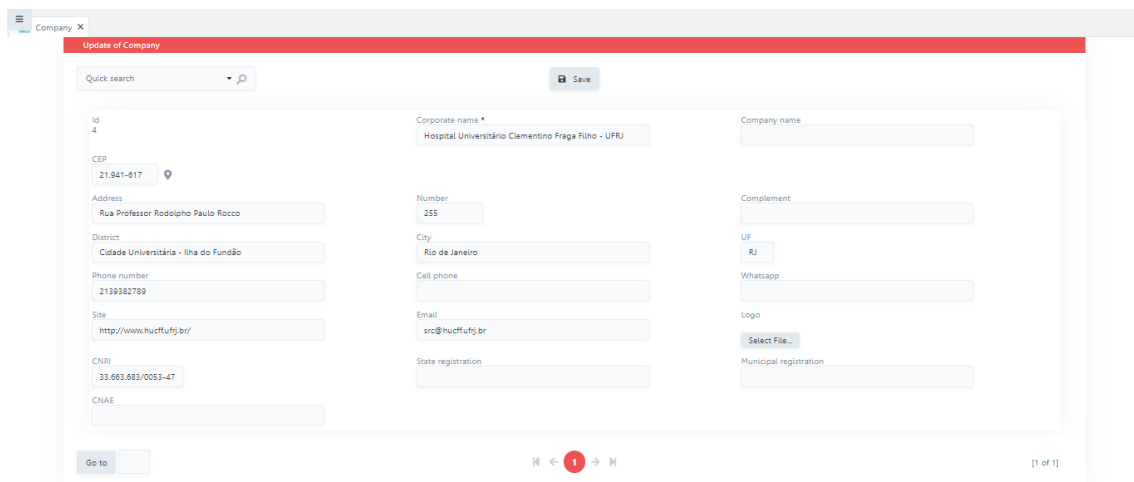 Company X
Update of Company
Quick search
Save
Id
4
Corporate name *
Hospital Universitário Clementino Fraga Filho - UFRJ
Company name
CEP
21.941-617
Address
Rua Professor Rodolpho Paulo Rocco
Number
255
Complement
District
Cidade Universitária - Ilha do Fundão
City
Rio de Janeiro
UF
RJ
Phone number
2139382789
Cell phone
Whatsapp
Site
http://www.hucff.ufrj.br/
Email
src@hucff.ufrj.br
Logo
Select File...
CNPJ
33.663.683/0053-47
State registration
Municipal registration
CNAE
Go to
1
[1 of 1]